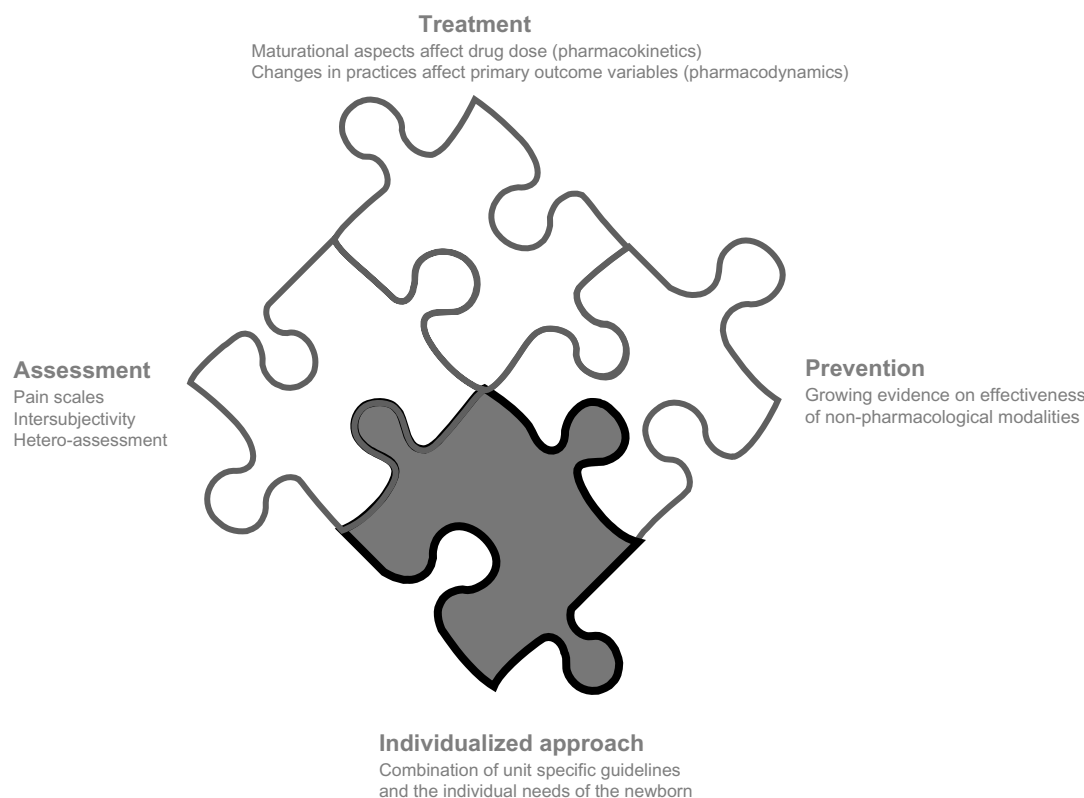 Treatment
Maturational aspects affect drug dose (pharmacokinetics)
Changes in practices affect primary outcome variables (pharmacodynamics)
Assessment
Pain scales
Intersubjectivity
Hetero-assessment
Prevention
Growing evidence on effectiveness
of non-pharmacological modalities
Individualized approach
Combination of unit specific guidelines
and the individual needs of the newborn